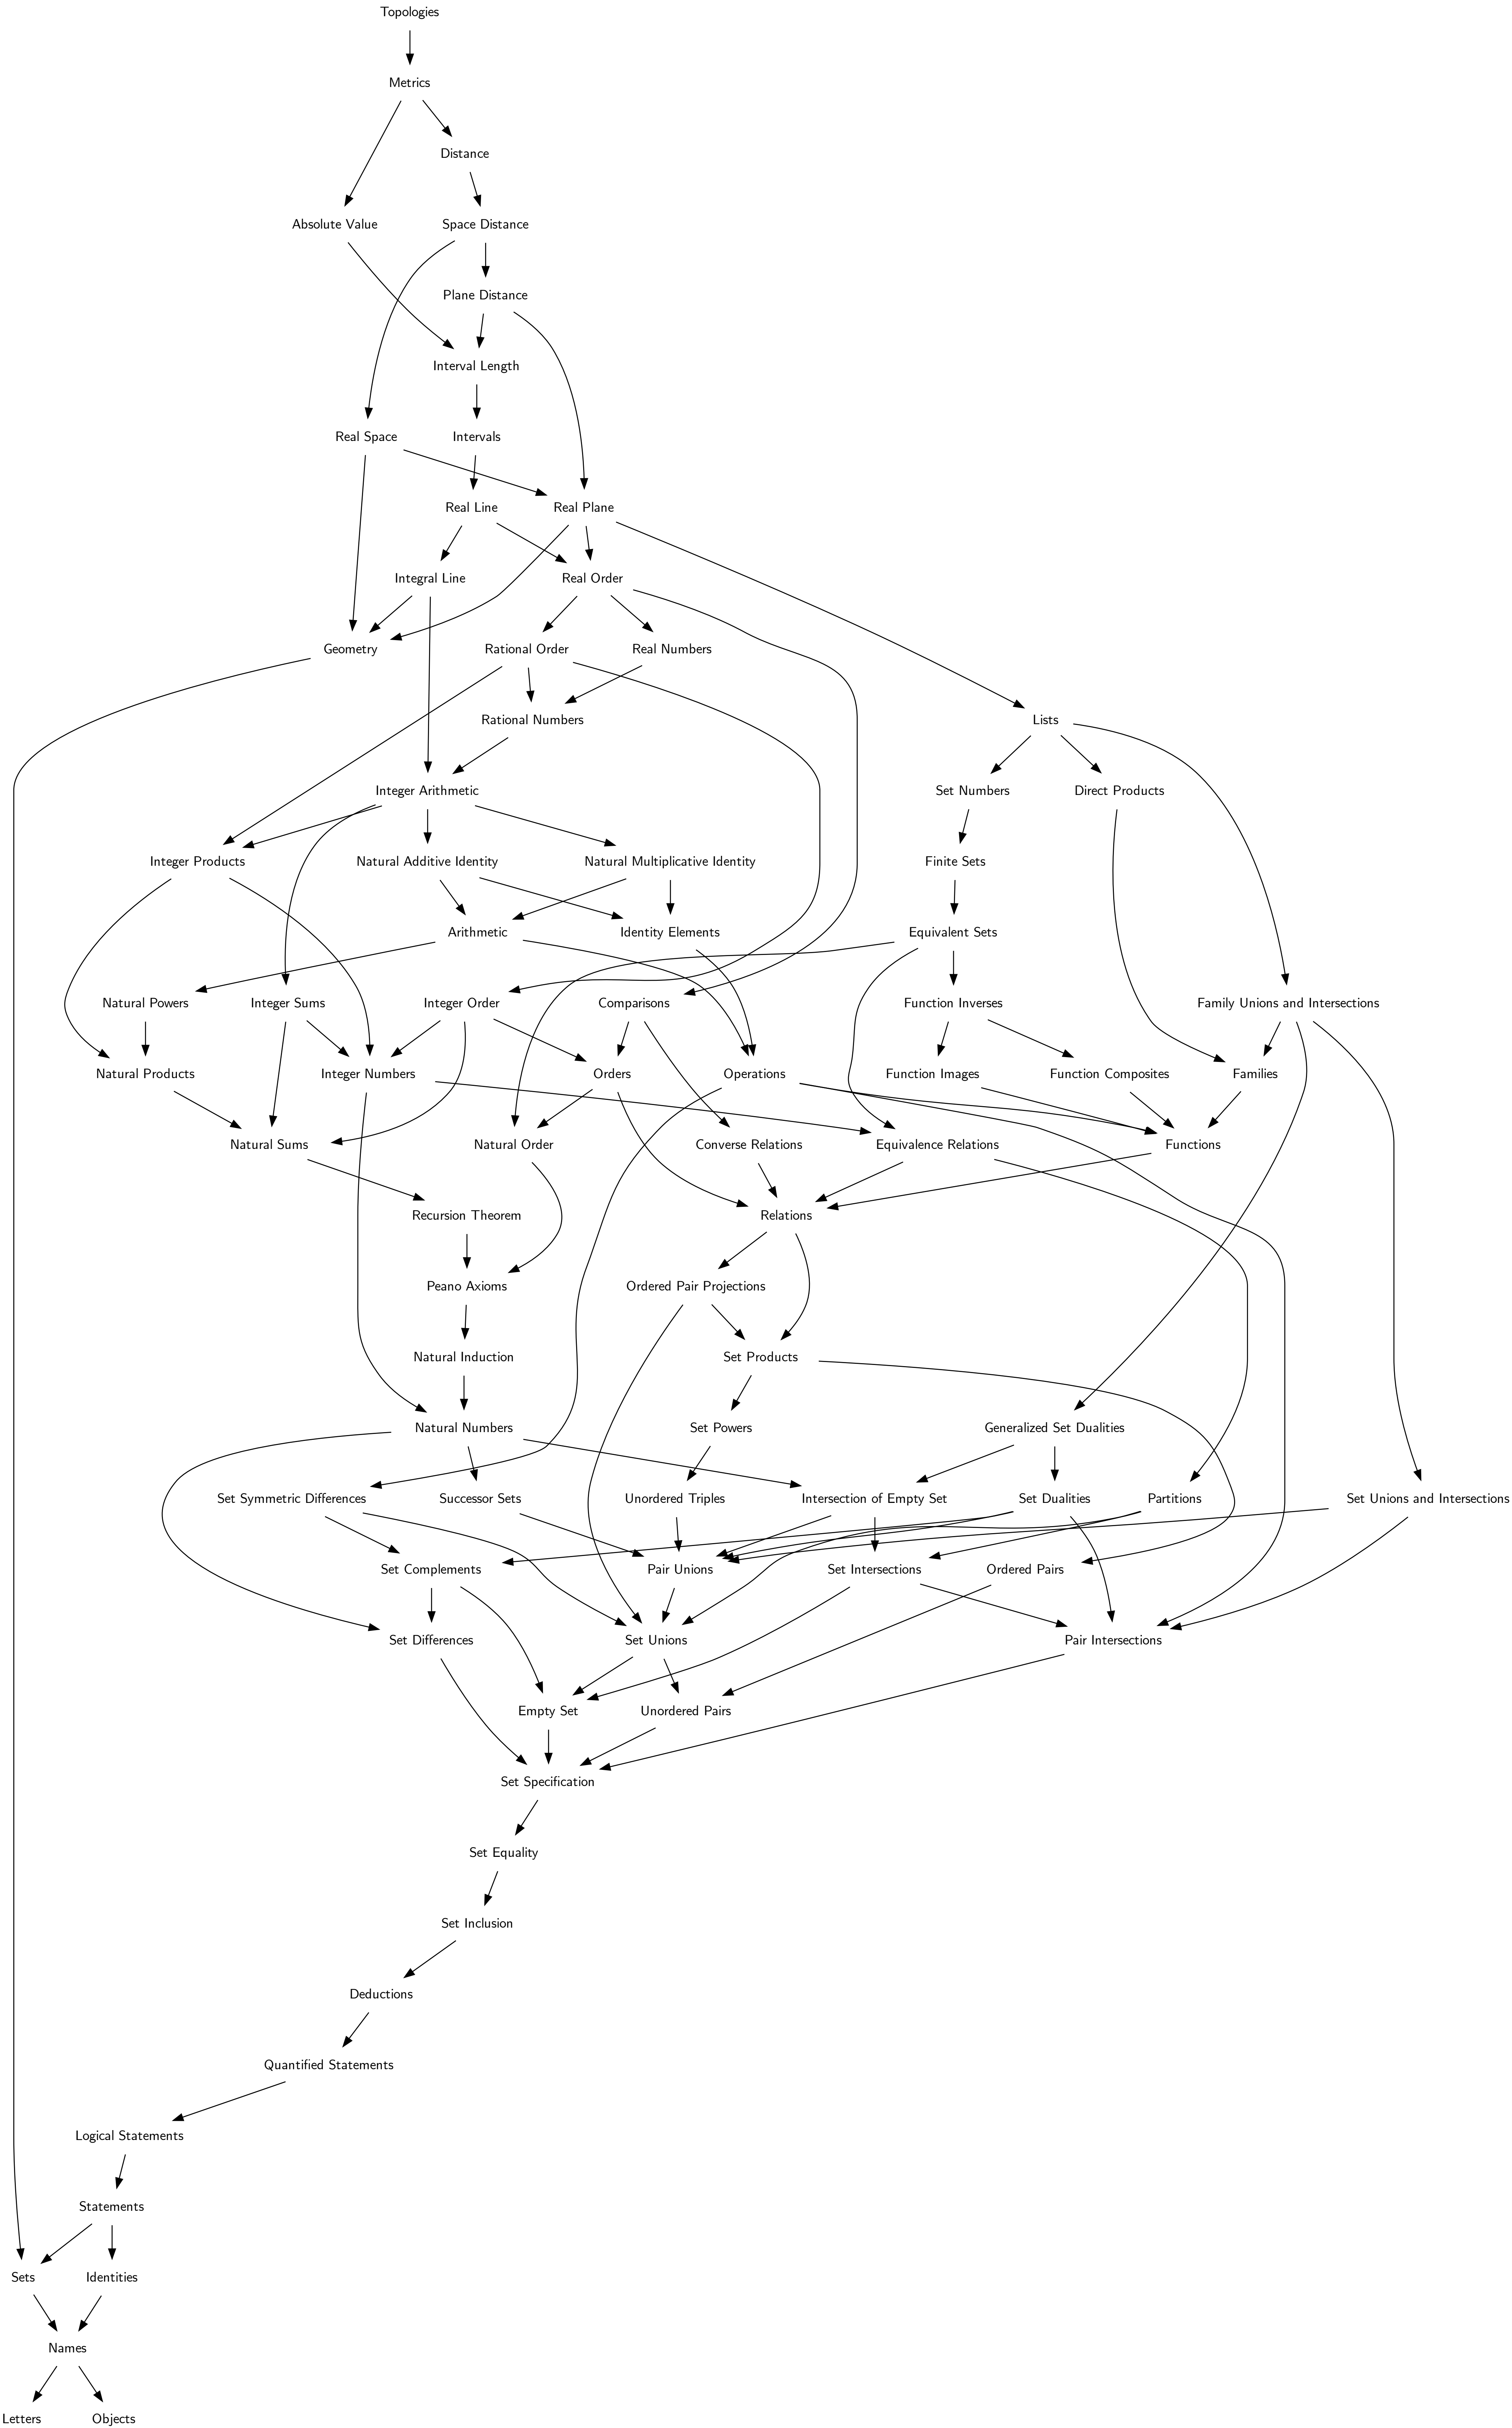 Topologies
Metrics
Distance
Absolute Value
Space Distance
Plane Distance
Interval Length
Real Space
Intervals
Real Line
Real Plane
Integral Line
Real Order
Geometry
Rational Order
Real Numbers
Rational Numbers
Lists
Integer Arithmetic
Set Numbers
Direct Products
Integer Products
Natural Additive Identity
Natural Multiplicative Identity
Finite Sets
Arithmetic
Identity Elements
Equivalent Sets
Natural Powers
Integer Sums
Integer Order
Comparisons
Function Inverses
Family Unions and Intersections
Natural Products
Integer Numbers
Orders
Operations
Function Images
Function Composites
Families
Natural Sums
Natural Order
Converse Relations
Equivalence Relations
Functions
Recursion Theorem
Relations
Peano Axioms
Ordered Pair Projections
Natural Induction
Set Products
Natural Numbers
Set Powers
Generalized Set Dualities
Set Symmetric Differences
Successor Sets
Unordered Triples
Intersection of Empty Set
Set Dualities
Partitions
Set Unions and Intersections
Set Complements
Pair Unions
Set Intersections
Ordered Pairs
Set Differences
Set Unions
Pair Intersections
Empty Set
Unordered Pairs
Set Specification
Set Equality
Set Inclusion
Deductions
Quantified Statements
Logical Statements
Statements
Sets
Identities
Names
Letters
Objects